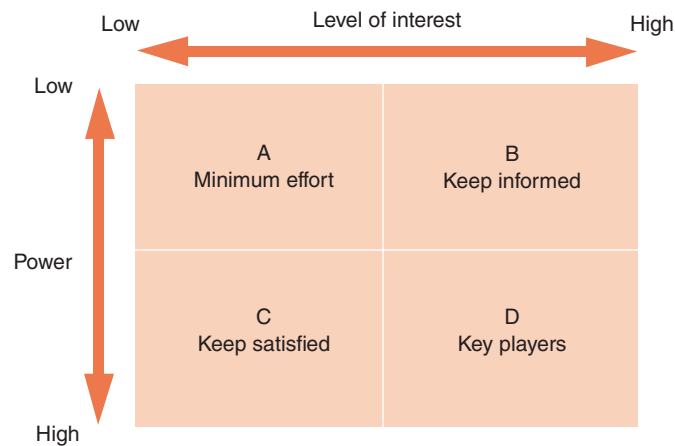 Low
Level of interest
High
Low
A
Minimum effort
B
Keep informed
Power
C
Keep satisfied
D
Key players
High